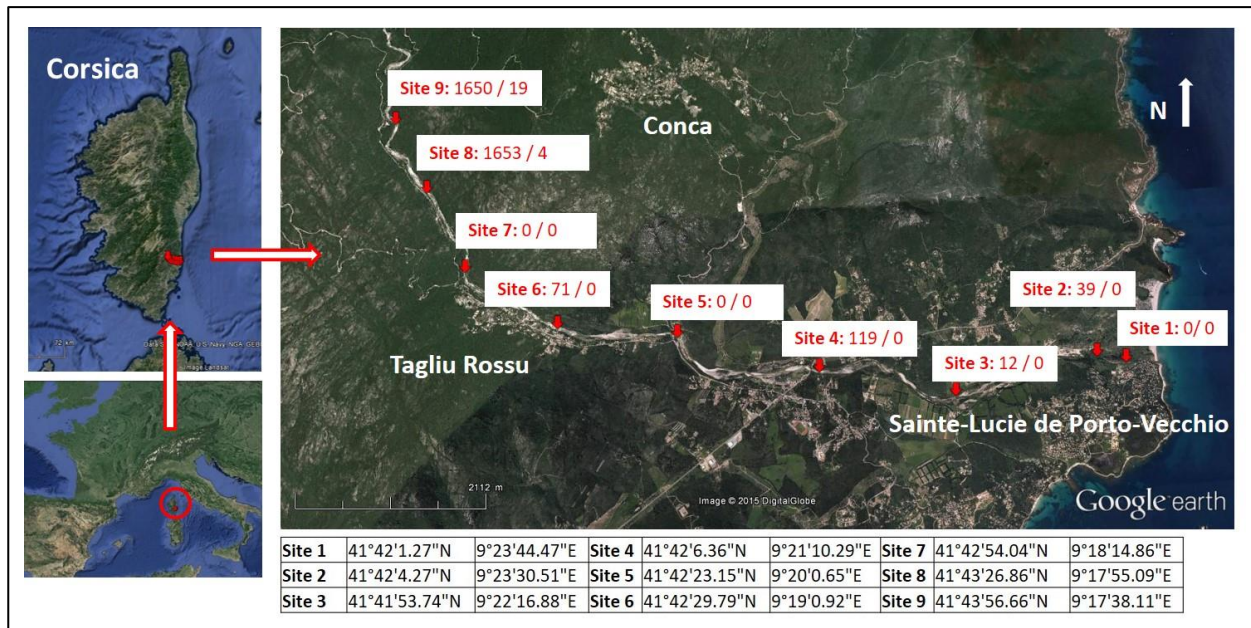 Corsica
72 km
Site 9: 1650 / 19
Conca
N
Site 8: 1653 / 4
Site 7: 0 / 0
Site 6: 71 / 0
Site 5: 0 / 0
Site 2: 39 / 0
Site 4: 119 / 0
Site 1: 0/ 0
Site 3: 12 / 0
Tagliu Rossu
Sainte-Lucie de Porto-Vecchio
2112 m
Image © 2015 DigitalGlobe
Google earth
Site 1 41°42'1.27"N 9°23'44.47"E Site 4 41°42'6.36"N 9°21'10.29"E Site 7 41°42'54.04"N 9°18'14.86"E
Site 2 41°42'4.27"N 9°23'30.51"E Site 5 41°42'23.15"N 9°20'0.65"E Site 8 41°43'26.86"N 9°17'55.09"E
Site 3 41°41'53.74"N 9°22'16.88"E Site 6 41°42'29.79"N 9°19'0.92"E Site 9 41°43'56.66"N 9°17'38.11"E